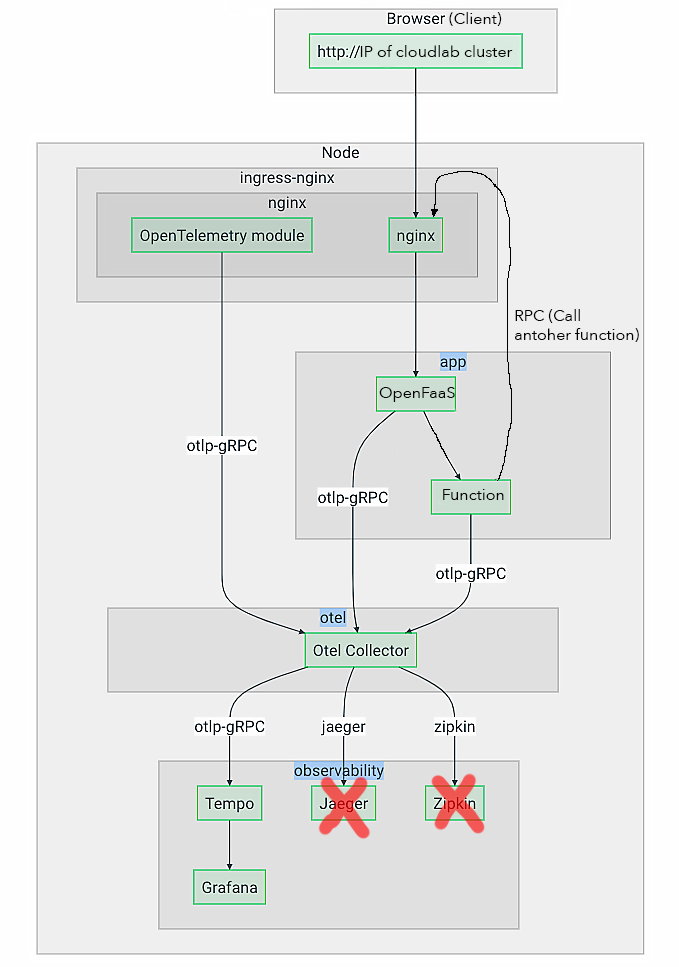 Browser (Client)
http://IP of cloudlab cluster
Node
ingress-nginx
nginx
OpenTelemetry module
nginx
RPC (Call
antoher function)
app
OpenFaaS
otlp-gRPC
otlp-gRPC
Function
otlp-gRPC
otel
Otel Collector
otlp-gRPC
jaeger
zipkin
observability
Tempo
Jaeger
Zipkin
Grafana